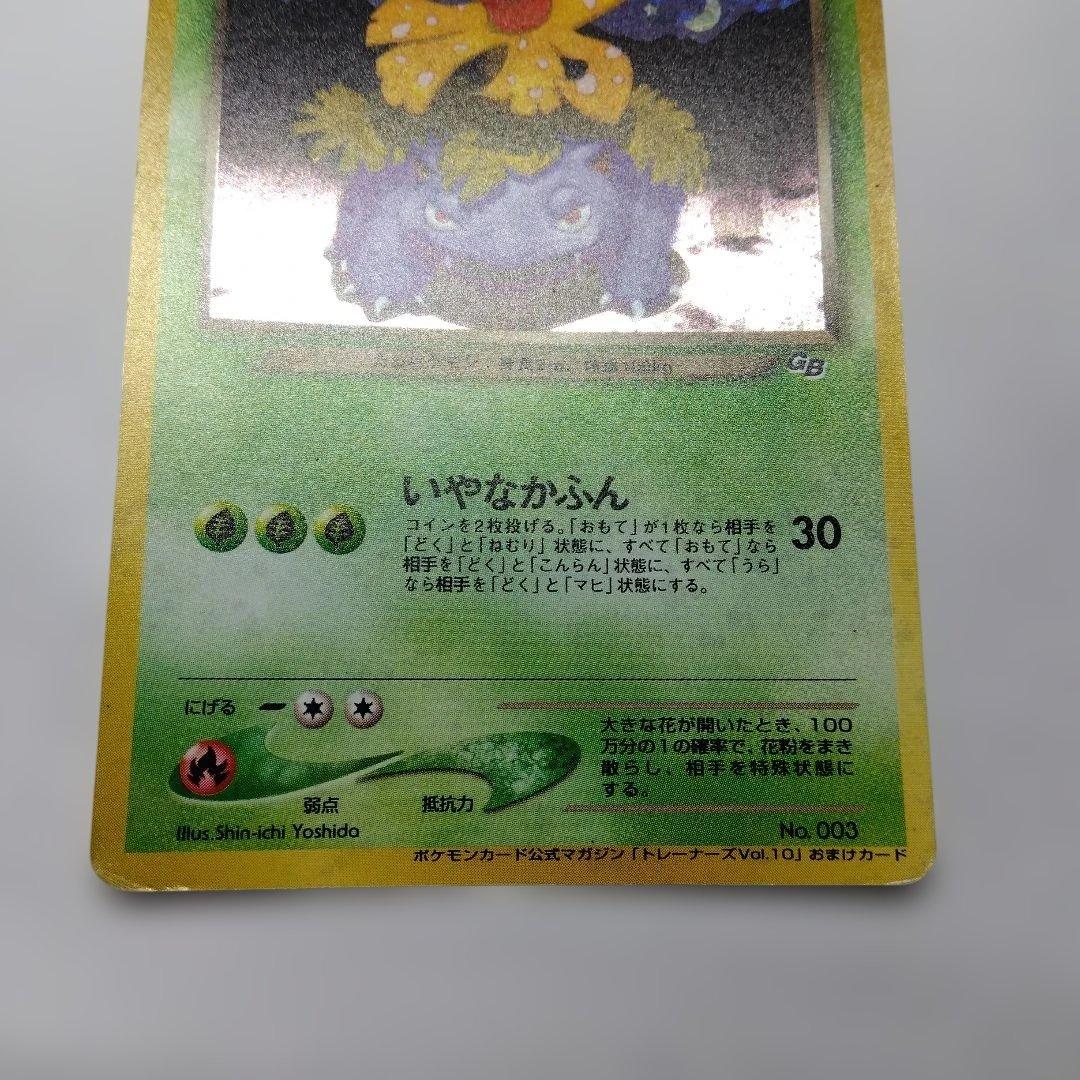 GB
いやなかふん
コインを2枚投げる。「おもて」が1枚なら相手を
「どく」と「ねむり」状態に、すべて「おもて」なら
相手を「どく」と「こんらん」状態に、すべて「うら」
なら相手を「どく」と「マヒ」状態にする。
30
にげる
弱点
抵抗力
大きな花が開いたとき、100
万分の1の確率で、花粉をまき
散らし、相手を特殊状態に
する。
Illus. Shin-ichi Yoshida
No. 003
ポケモンカード公式マガジン「トレーナーズVol.10」おまけカード